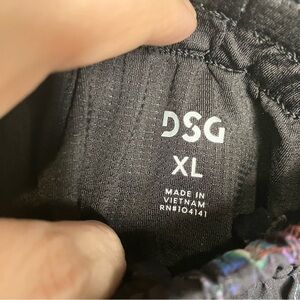 DSG
XL
MADE IN
VIETNAM
RN#104141